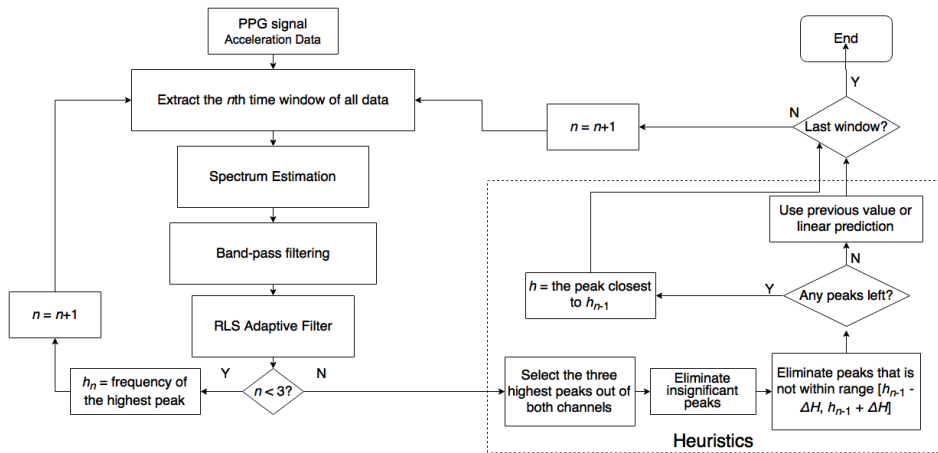 PPG signal
Acceleration Data
Extract the nth time window of all data
Spectrum Estimation
Band-pass filtering
RLS Adaptive Filter
n < 3?
Y
N
hn = frequency of
the highest peak
n = n+1
Select the three
highest peaks out of
both channels
Eliminate
insignificant
peaks
Eliminate peaks that is
not within range [hn-1 -
ΔH, hn-1 + ΔH]
Any peaks left?
Y
N
h = the peak closest
to hn-1
Use previous value or
linear prediction
Last window?
N
Y
n = n+1
End
Heuristics